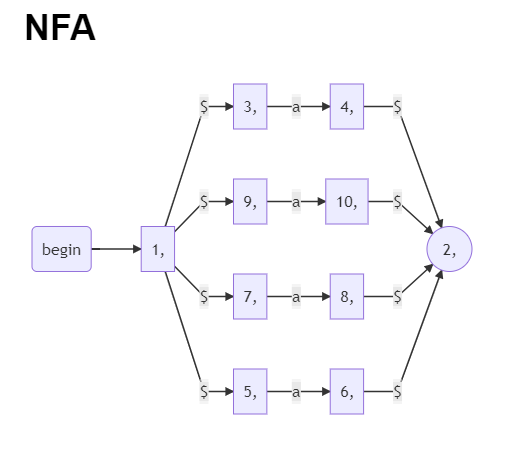 NFA
$ 3, a 4, $
$ 9, a 10, $
begin 1, 2,
$ 7, a 8, $
$ 5, a 6, $